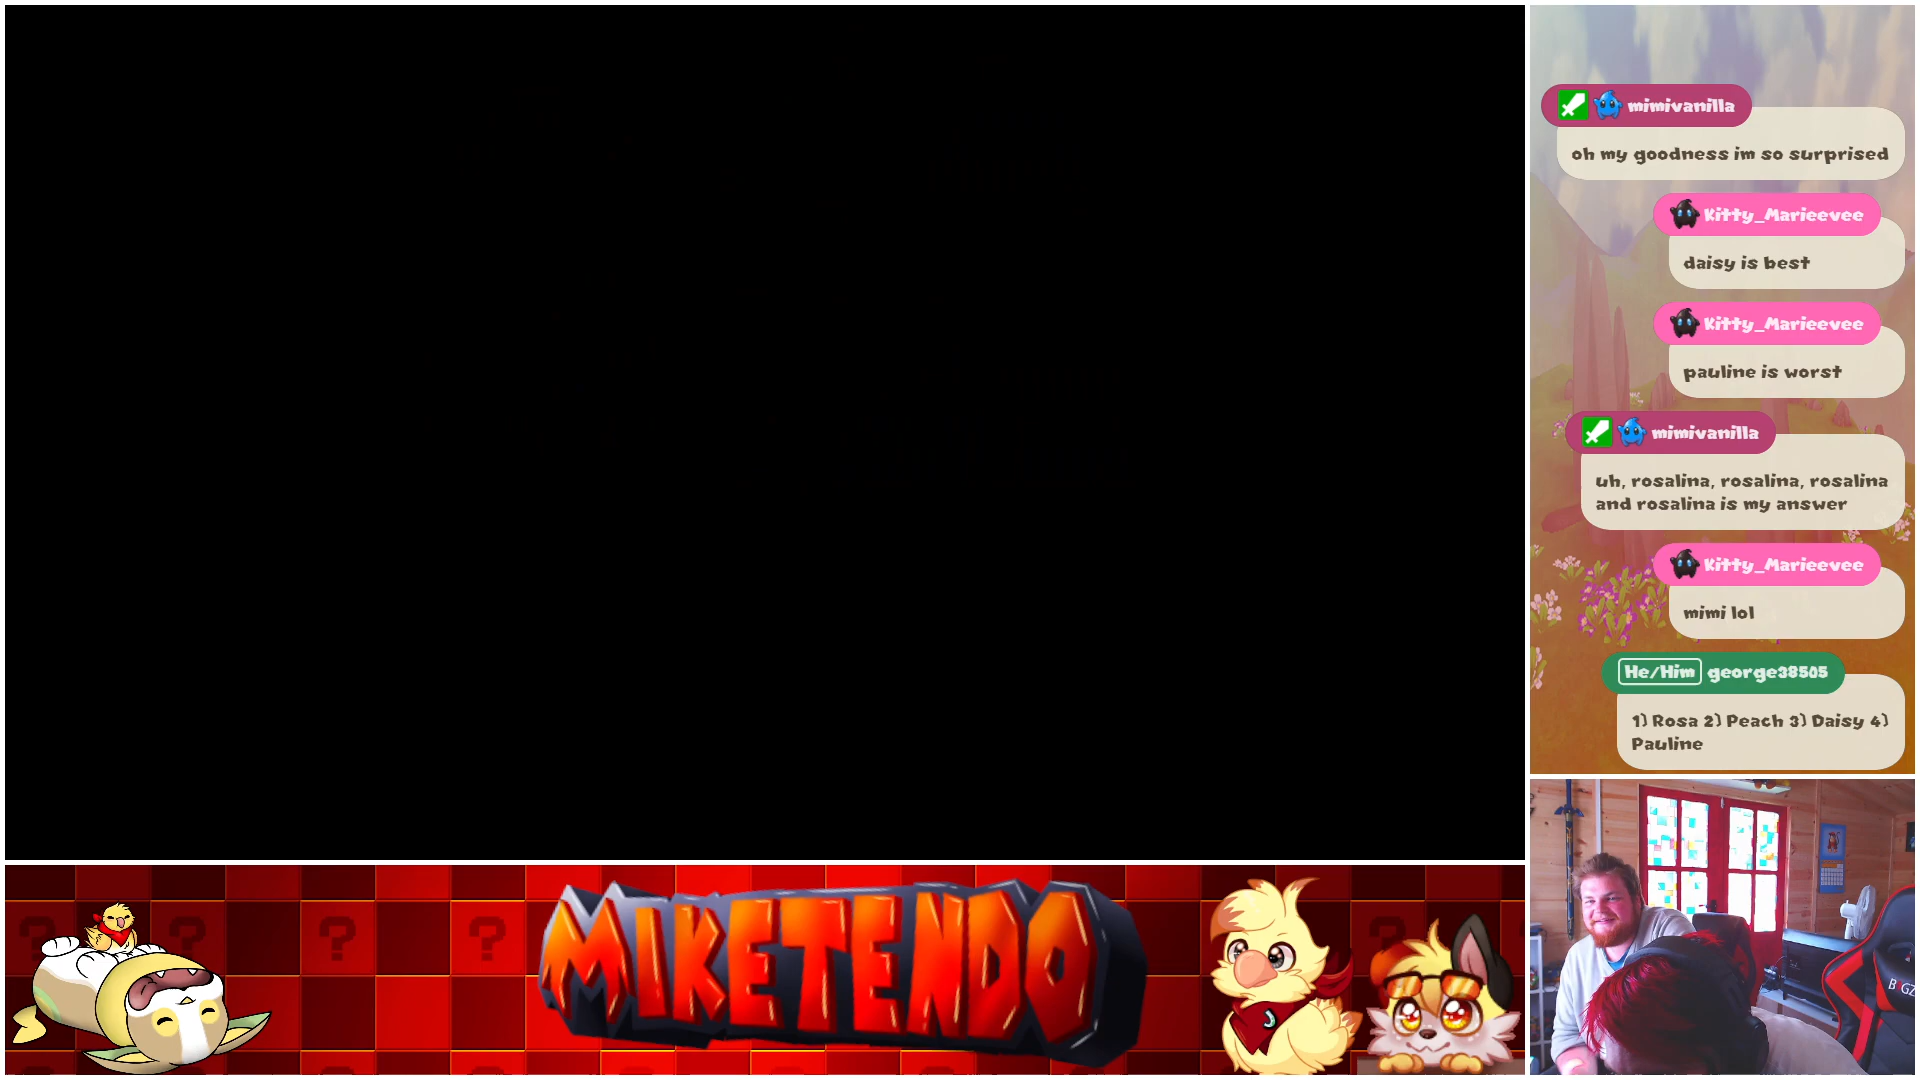 mimivanilla
oh my goodness im so surprised
Kitty_Marieevee
daisy is best
Kitty_Marieevee
pauline is worst
mimivanilla
uh, rosalina, rosalina, rosalina
and rosalina is my answer
Kitty_Marieevee
mimi lol
He/Him george38505
1) Rosa 2) Peach 3) Daisy 4)
Pauline
MIKETENDO